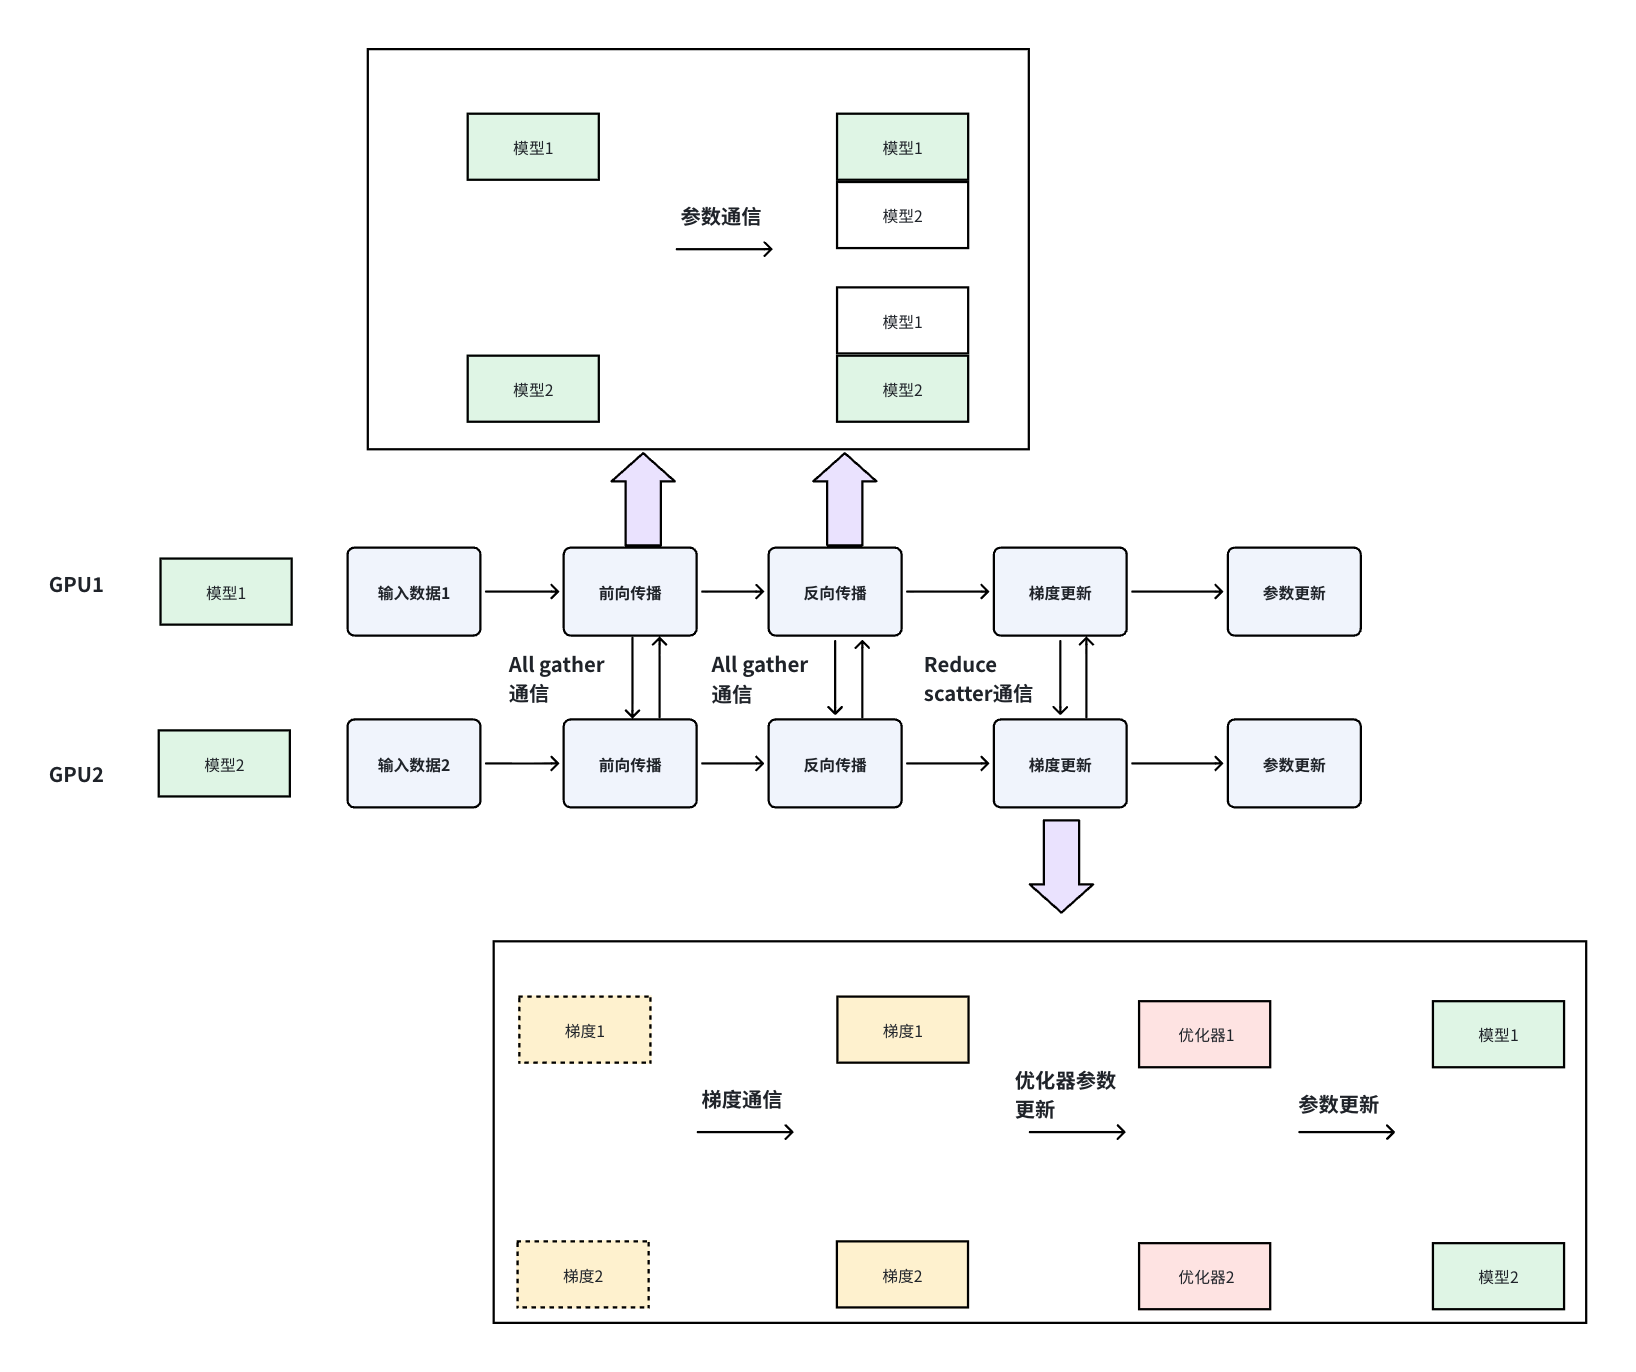 模型1
模型1
参数通信
模型2
模型1
模型2
模型2
GPU1
模型1
输入数据1
前向传播
反向传播
梯度更新
参数更新
All gather
通信
All gather
通信
Reduce
scatter通信
GPU2
模型2
输入数据2
前向传播
反向传播
梯度更新
参数更新
梯度1
梯度1
优化器1
模型1
梯度通信
优化器参数
更新
参数更新
梯度2
梯度2
优化器2
模型2